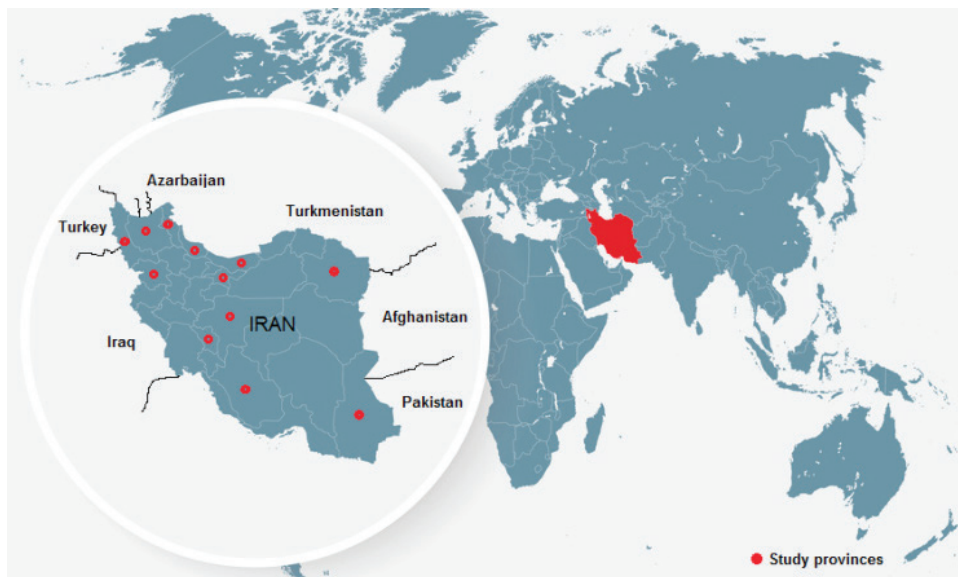 Azarbaijan
Turkey
Turkmenistan
IRAN
Afghanistan
Iraq
Pakistan
Study provinces